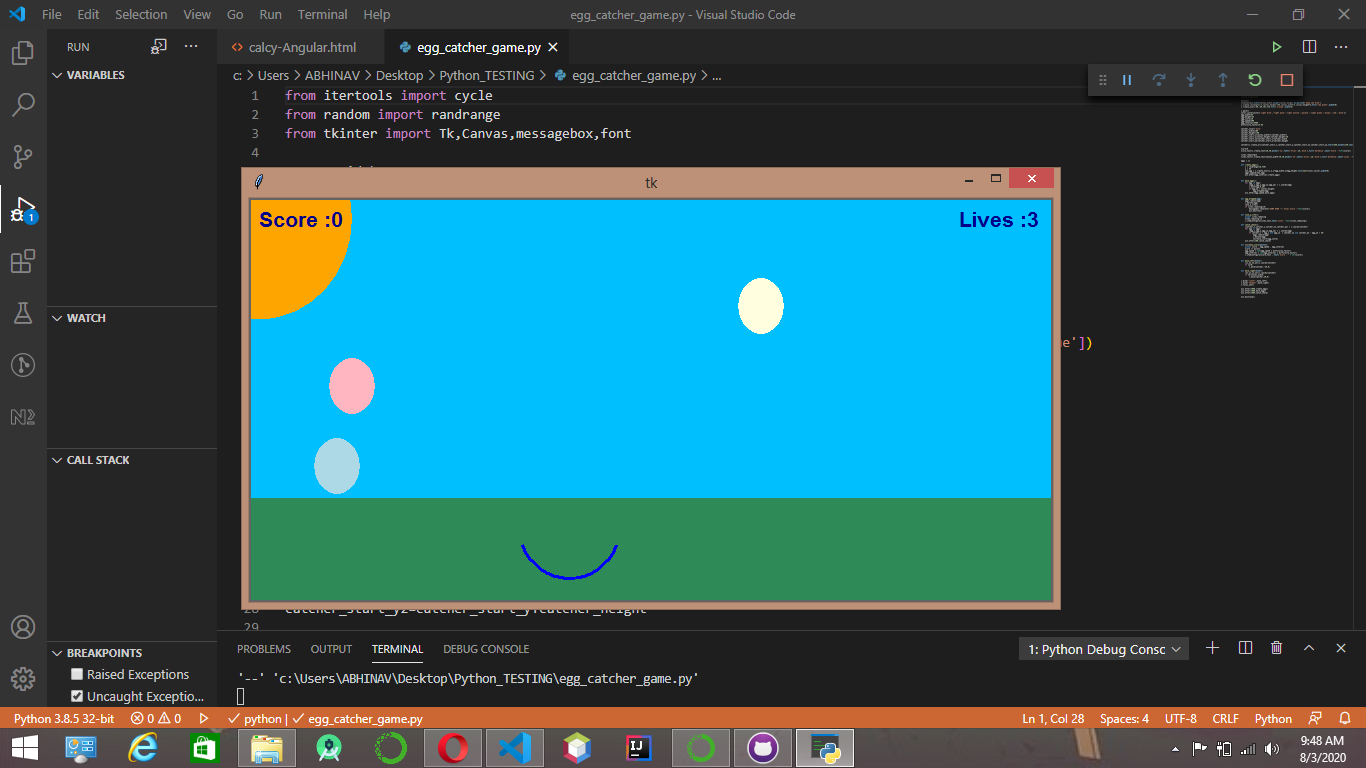 File Edit Selection View Go Run Terminal Help egg_catcher_game.py - Visual Studio Code
RUN
calcy-Angular.html
egg_catcher_game.py
VARIABLES
c: > Users > ABHINAV > Desktop > Python_TESTING > egg_catcher_game.py > ...
1 from itertools import cycle
2 from random import randrange
3 from tkinter import Tk,Canvas,messagebox,font
4
tk
Score :0
Lives :3
WATCH
e'])
CALL STACK
28 catcher_start_y2=catcher_start_y+catcher_height
29
BREAKPOINTS
Raised Exceptions
Uncaught Exceptio...
PROBLEMS OUTPUT TERMINAL DEBUG CONSOLE
1: Python Debug Consc
'--' 'c:\Users\ABHINAV\Desktop\Python_TESTING\egg_catcher_game.py'
1
Python 3.8.5 32-bit 0 0 python | egg_catcher_game.py Ln 1, Col 28 Spaces: 4 UTF-8 CRLF Python
IJ
9:48 AM
8/3/2020